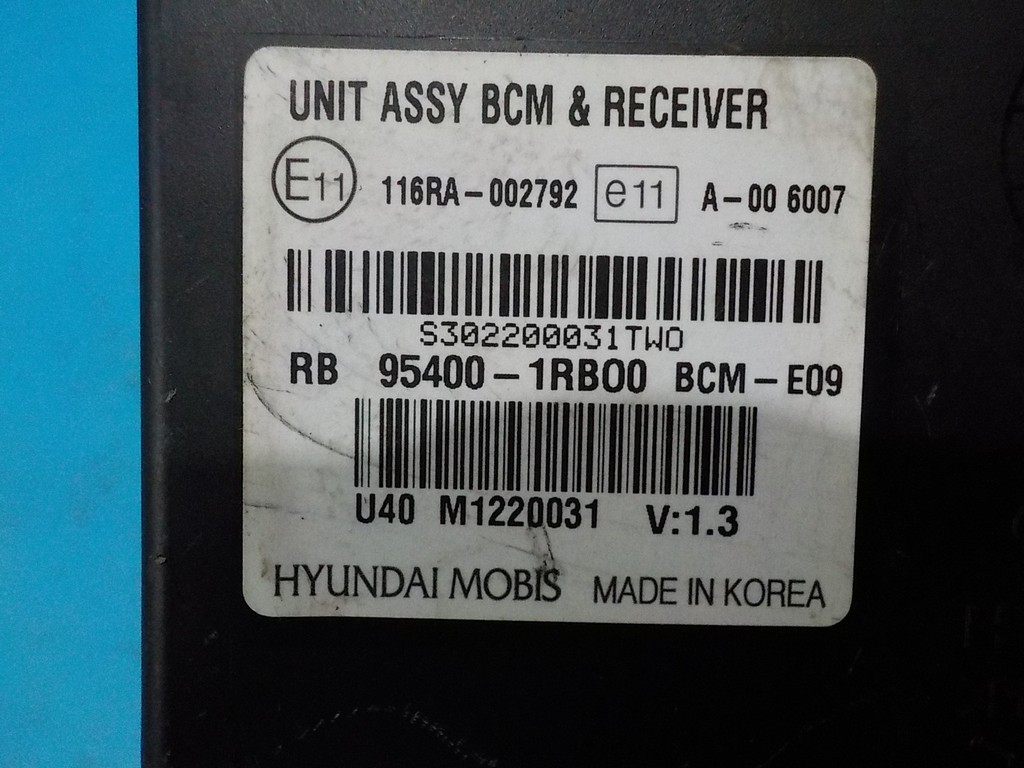 UNIT ASSY BCM & RECEIVER
E11 116RA-002792 e11 A-00 6007
S302200031TWO
RB 95400-1RB00 BCM-E09
U40 M1220031 V:1.3
HYUNDAI MOBIS MADE IN KOREA